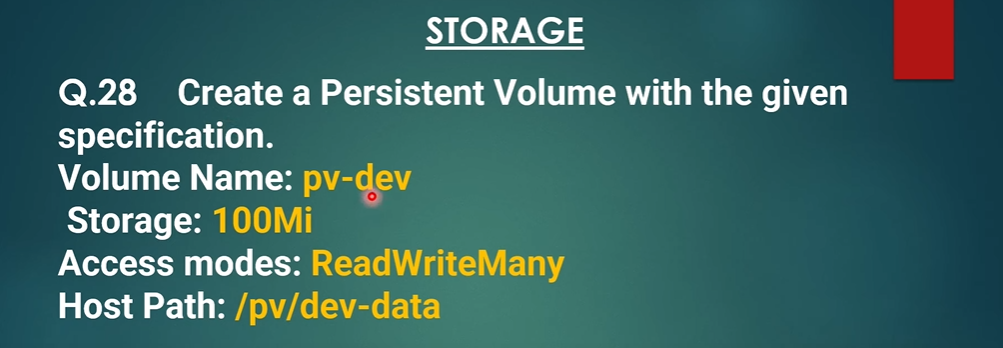 STORAGE
Q.28 Create a Persistent Volume with the given
specification.
Volume Name: pv-dev
Storage: 100Mi
Access modes: ReadWriteMany
Host Path: /pv/dev-data